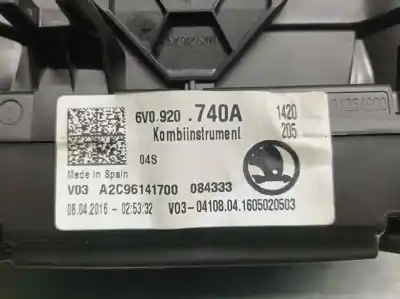 6V0.920 .740A 1420
Kombiinstrument 205
04S
Made in Spain
V03 A2C96141700 084333
08.04.2016 - 02:53:32 V03-04108.04.1605020503